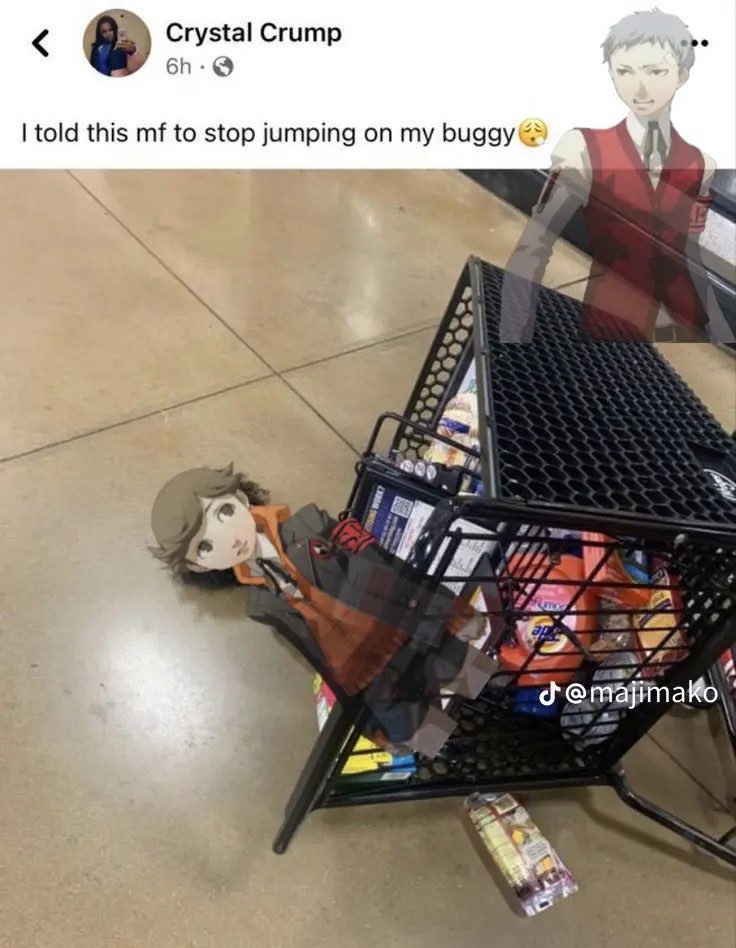 Crystal Crump
6h ·
I told this mf to stop jumping on my buggy😮‍💨
@majimako